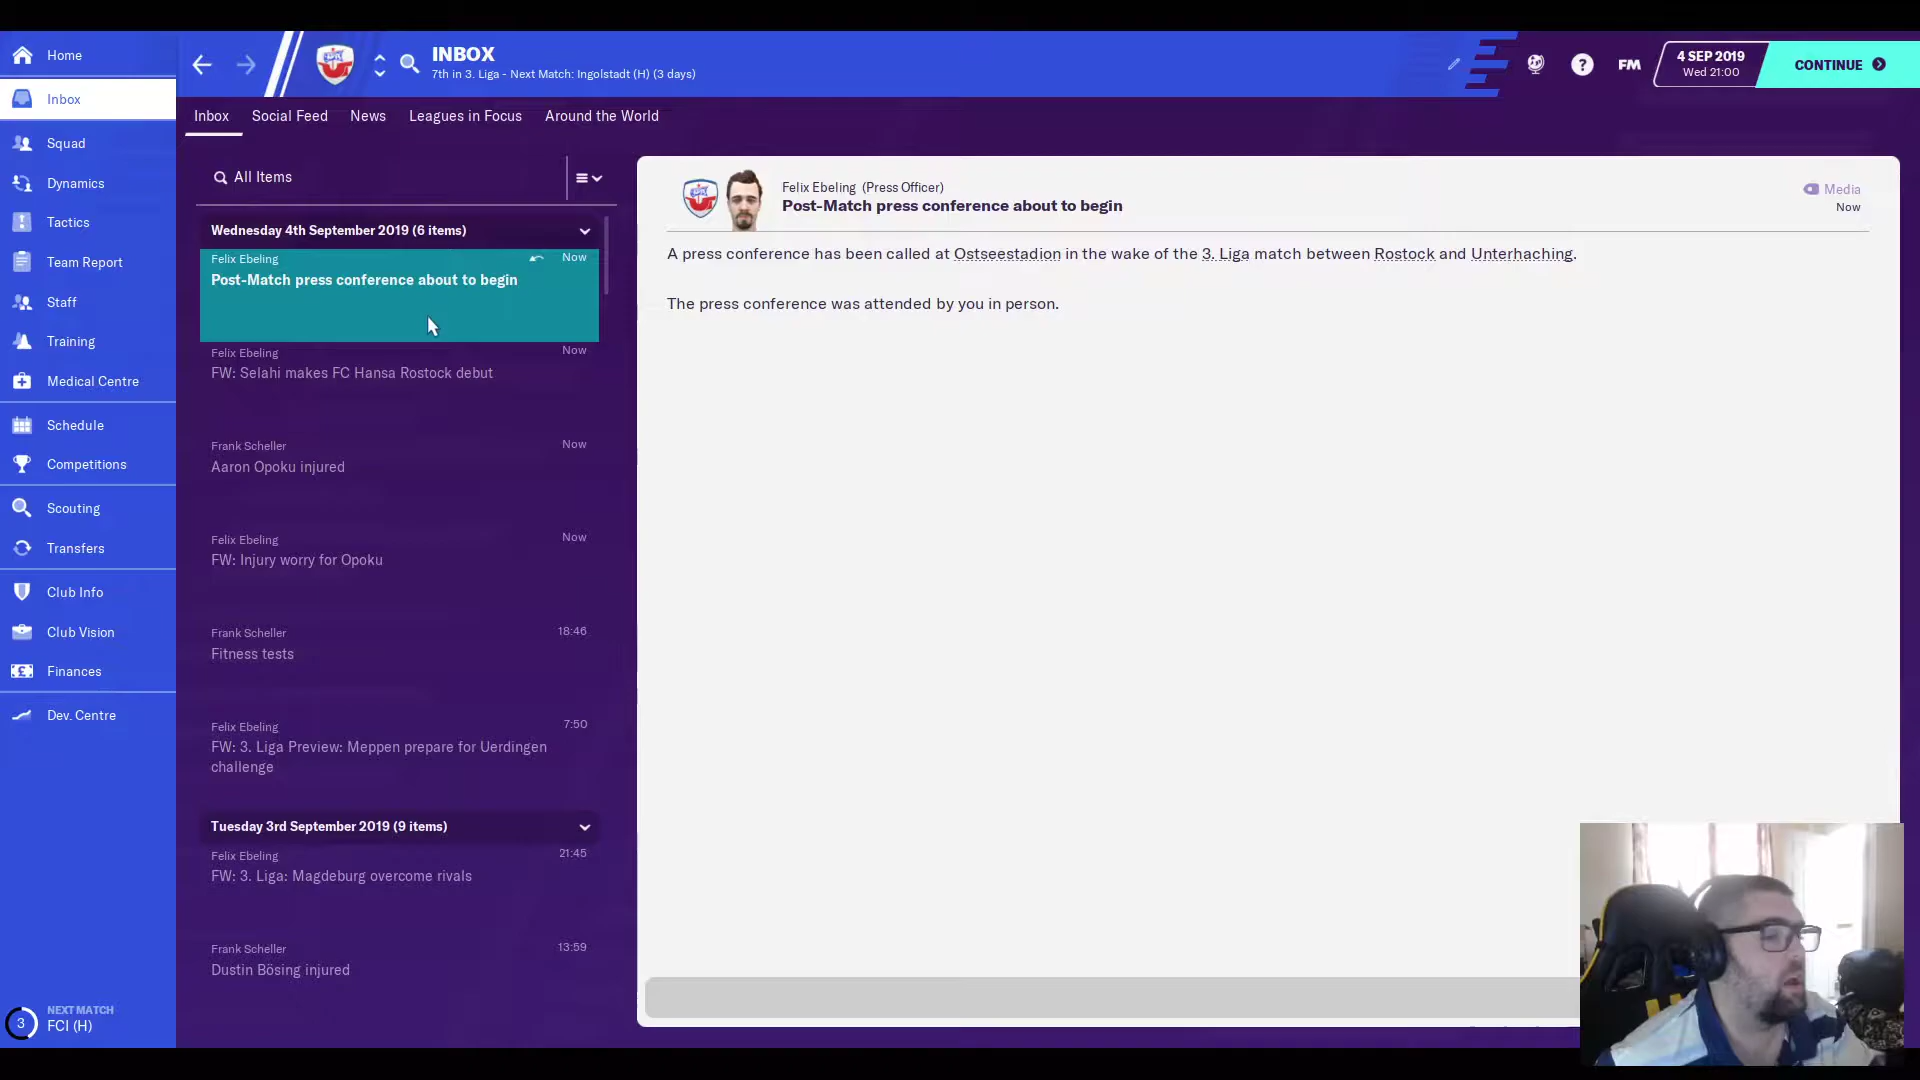 Home
Inbox
Squad
Dynamics
Tactics
Team Report
Staff
Training
Medical Centre
Schedule
Competitions
Scouting
Transfers
Club Info
Club Vision
Finances
Dev. Centre
3
NEXT MATCH
FCI (H)
INBOX
7th in 3. Liga - Next Match: Ingolstadt (H) (3 days)
?
FM
4 SEP 2019
Wed 21:00
CONTINUE
Inbox
Social Feed
News
Leagues in Focus
Around the World
All Items
Wednesday 4th September 2019 (6 items)
Felix Ebeling
Now
Post-Match press conference about to begin
Felix Ebeling
Now
FW: Selahi makes FC Hansa Rostock debut
Frank Scheller
Now
Aaron Opoku injured
Felix Ebeling
Now
FW: Injury worry for Opoku
Frank Scheller
18:46
Fitness tests
Felix Ebeling
7:50
FW: 3. Liga Preview: Meppen prepare for Uerdingen
challenge
Tuesday 3rd September 2019 (9 items)
Felix Ebeling
21:45
FW: 3. Liga: Magdeburg overcome rivals
Frank Scheller
13:59
Dustin Bösing injured
Felix Ebeling (Press Officer)
Post-Match press conference about to begin
Media
Now
A press conference has been called at Ostseestadion in the wake of the 3. Liga match between Rostock and Unterhaching.
The press conference was attended by you in person.